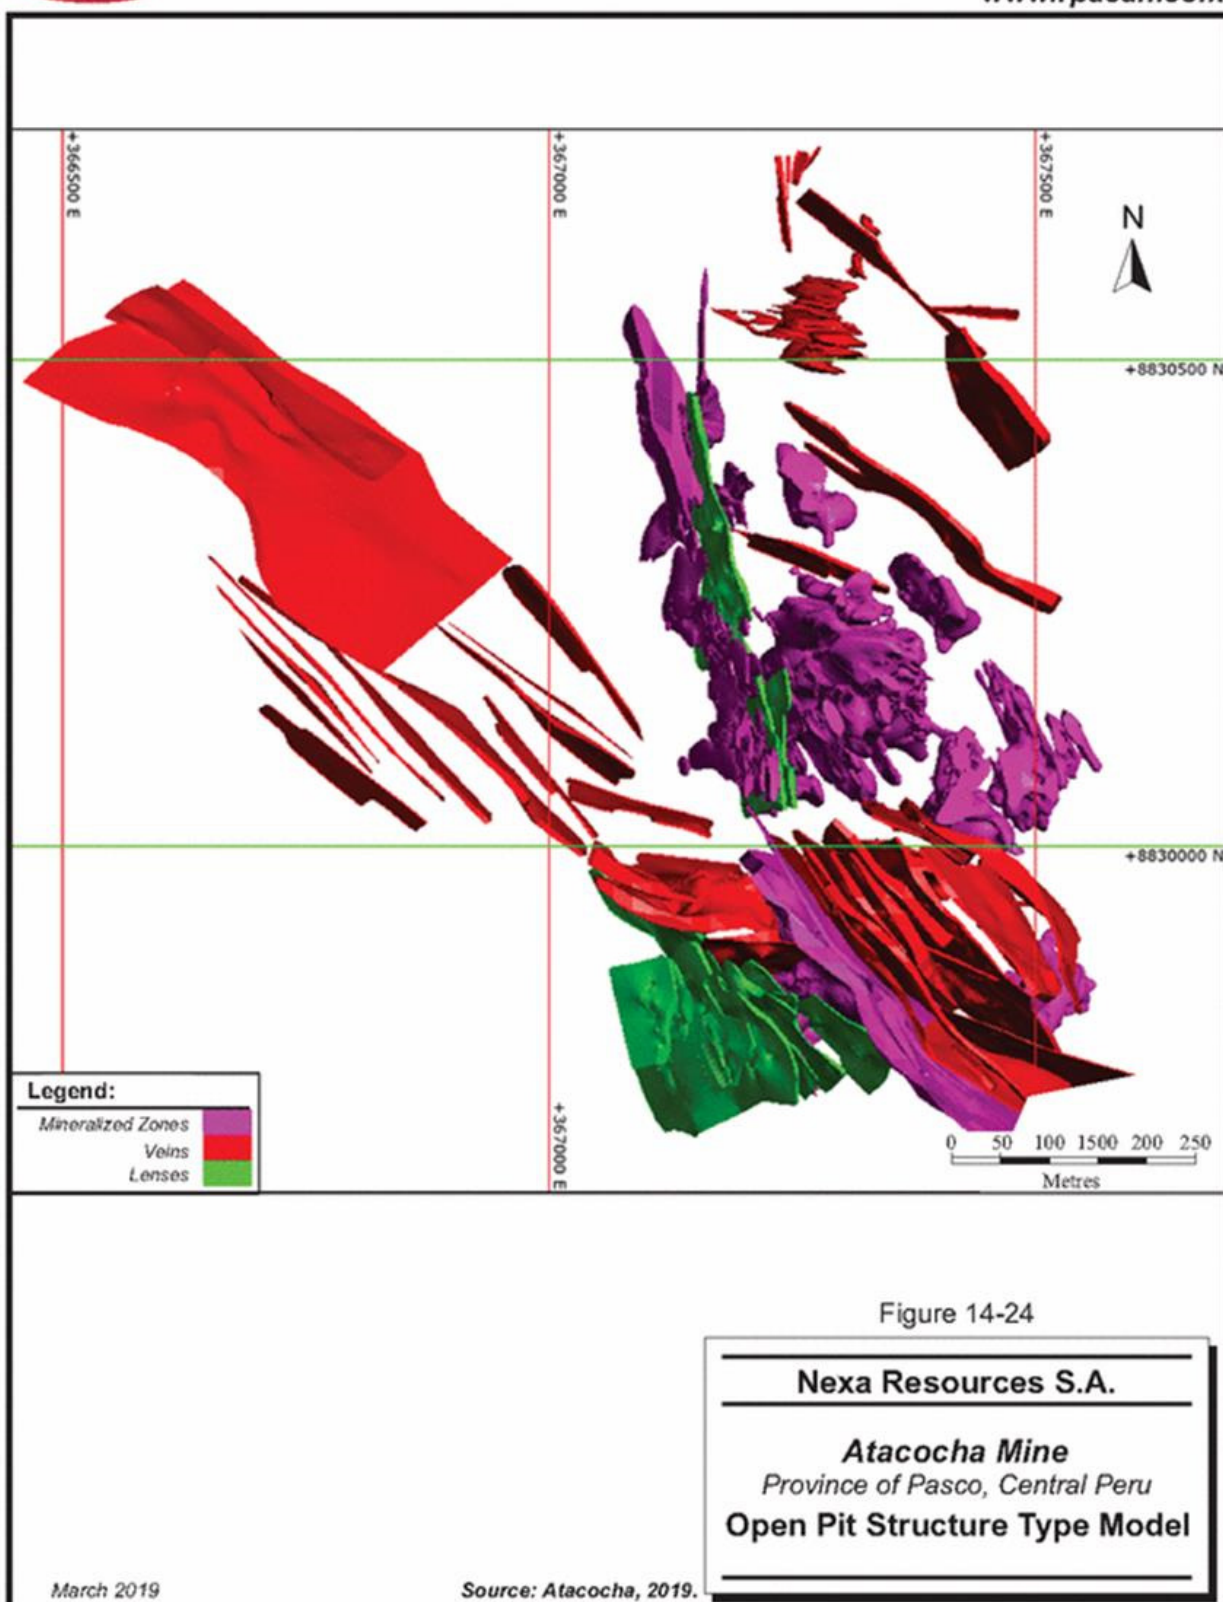 +366500 E
+367000 E
+367500 E
N
+8830500 N
+8830000 N
+367000 E
Legend:
Mineralized Zones
Veins
Lenses
0 50 100 1500 200 250
Metres
Figure 14-24
Nexa Resources S.A.
Atacocha Mine
Province of Pasco, Central Peru
Open Pit Structure Type Model
March 2019
Source: Atacocha, 2019.